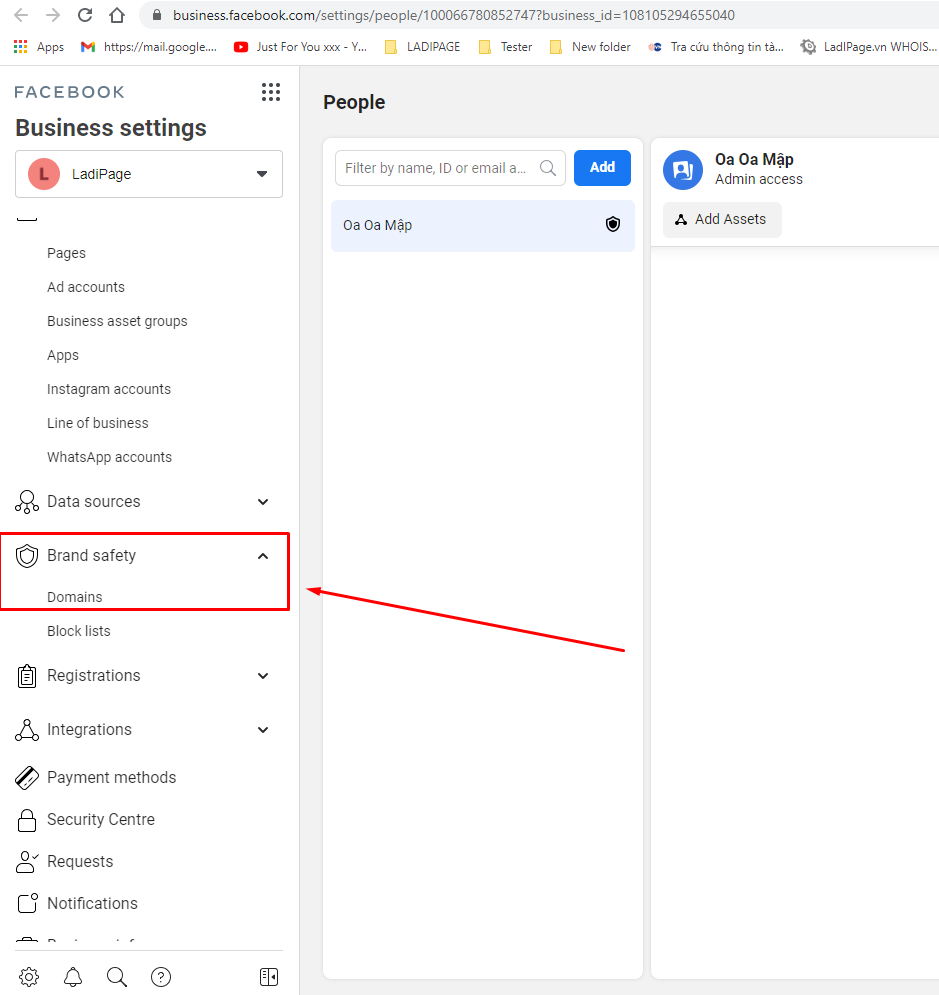 business.facebook.com/settings/people/100066780852747?business_id=108105294655040
Apps
https://mail.google....
Just For You xxx - Y...
LADIPAGE
Tester
New folder
Tra cứu thông tin tà...
LadIPage.vn WHOIS...
FACEBOOK
Business settings
L
LadiPage
Pages
Ad accounts
Business asset groups
Apps
Instagram accounts
Line of business
WhatsApp accounts
Data sources
Brand safety
Domains
Block lists
Registrations
Integrations
Payment methods
Security Centre
Requests
Notifications
People
Filter by name, ID or email a...
Add
Oa Oa Mập
Oa Oa Mập
Admin access
Add Assets